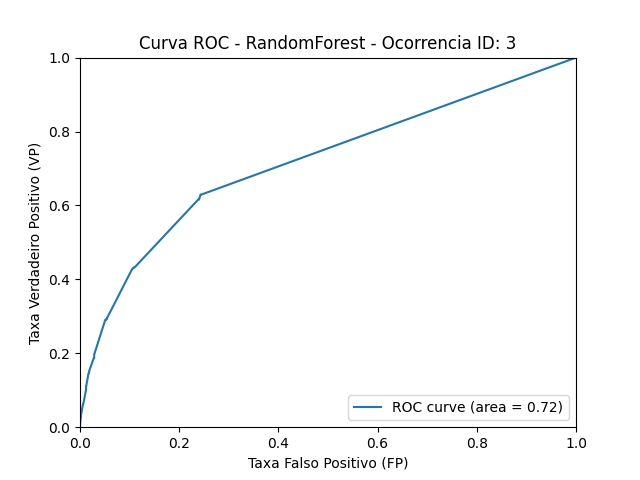 Curva ROC - RandomForest - Ocorrencia ID: 3
1.0
0.8
0.6
0.4
0.2
0.0
Taxa Verdadeiro Positivo (VP)
ROC curve (area = 0.72)
0.0 0.2 0.4 0.6 0.8 1.0
Taxa Falso Positivo (FP)